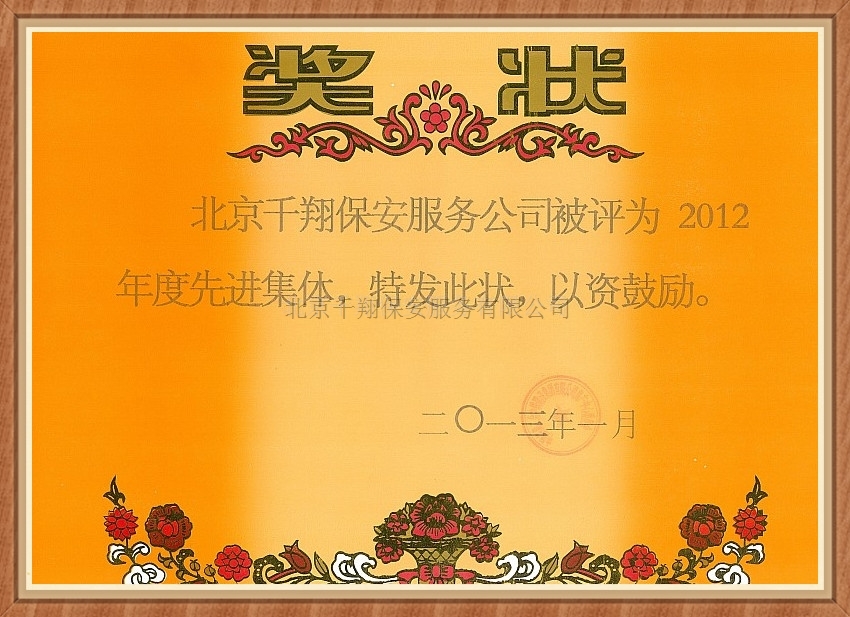 奖状
北京千翔保安服务公司被评为 2012
年度先进集体，特发此状，以资鼓励。
北京千翔保安服务有限公司
二〇一三年一月